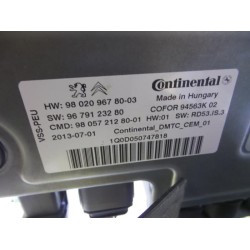 Continental
Made in Hungary
HW: 98 020 967 80-03
COFOR 94563K 02
SW: 96 791 232 80
CMD: 98 057 212 80-01 HW:01 SW: RD53.IS.3
2013-07-01 Continental_DMTC_CEM_01
1Q0D050747818
VSS-PEU